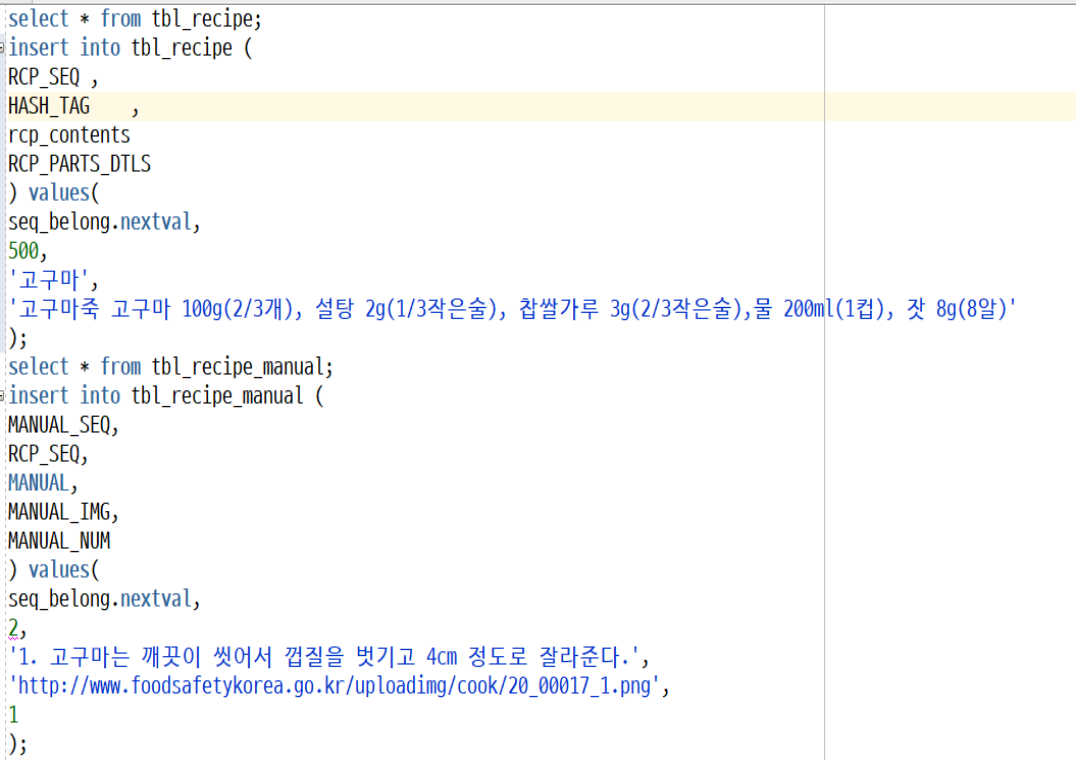 select * from tbl_recipe;
insert into tbl_recipe (
RCP_SEQ ,
HASH_TAG    ,
rcp_contents
RCP_PARTS_DTLS
) values(
seq_belong.nextval,
500,
'고구마',
'고구마죽 고구마 100g(2/3개), 설탕 2g(1/3작은술), 찹쌀가루 3g(2/3작은술),물 200ml(1컵), 잣 8g(8알)'
);
select * from tbl_recipe_manual;
insert into tbl_recipe_manual (
MANUAL_SEQ,
RCP_SEQ,
MANUAL,
MANUAL_IMG,
MANUAL_NUM
) values(
seq_belong.nextval,
2,
'1. 고구마는 깨끗이 씻어서 껍질을 벗기고 4cm 정도로 잘라준다.',
'http://www.foodsafetykorea.go.kr/uploadimg/cook/20_00017_1.png',
1
);